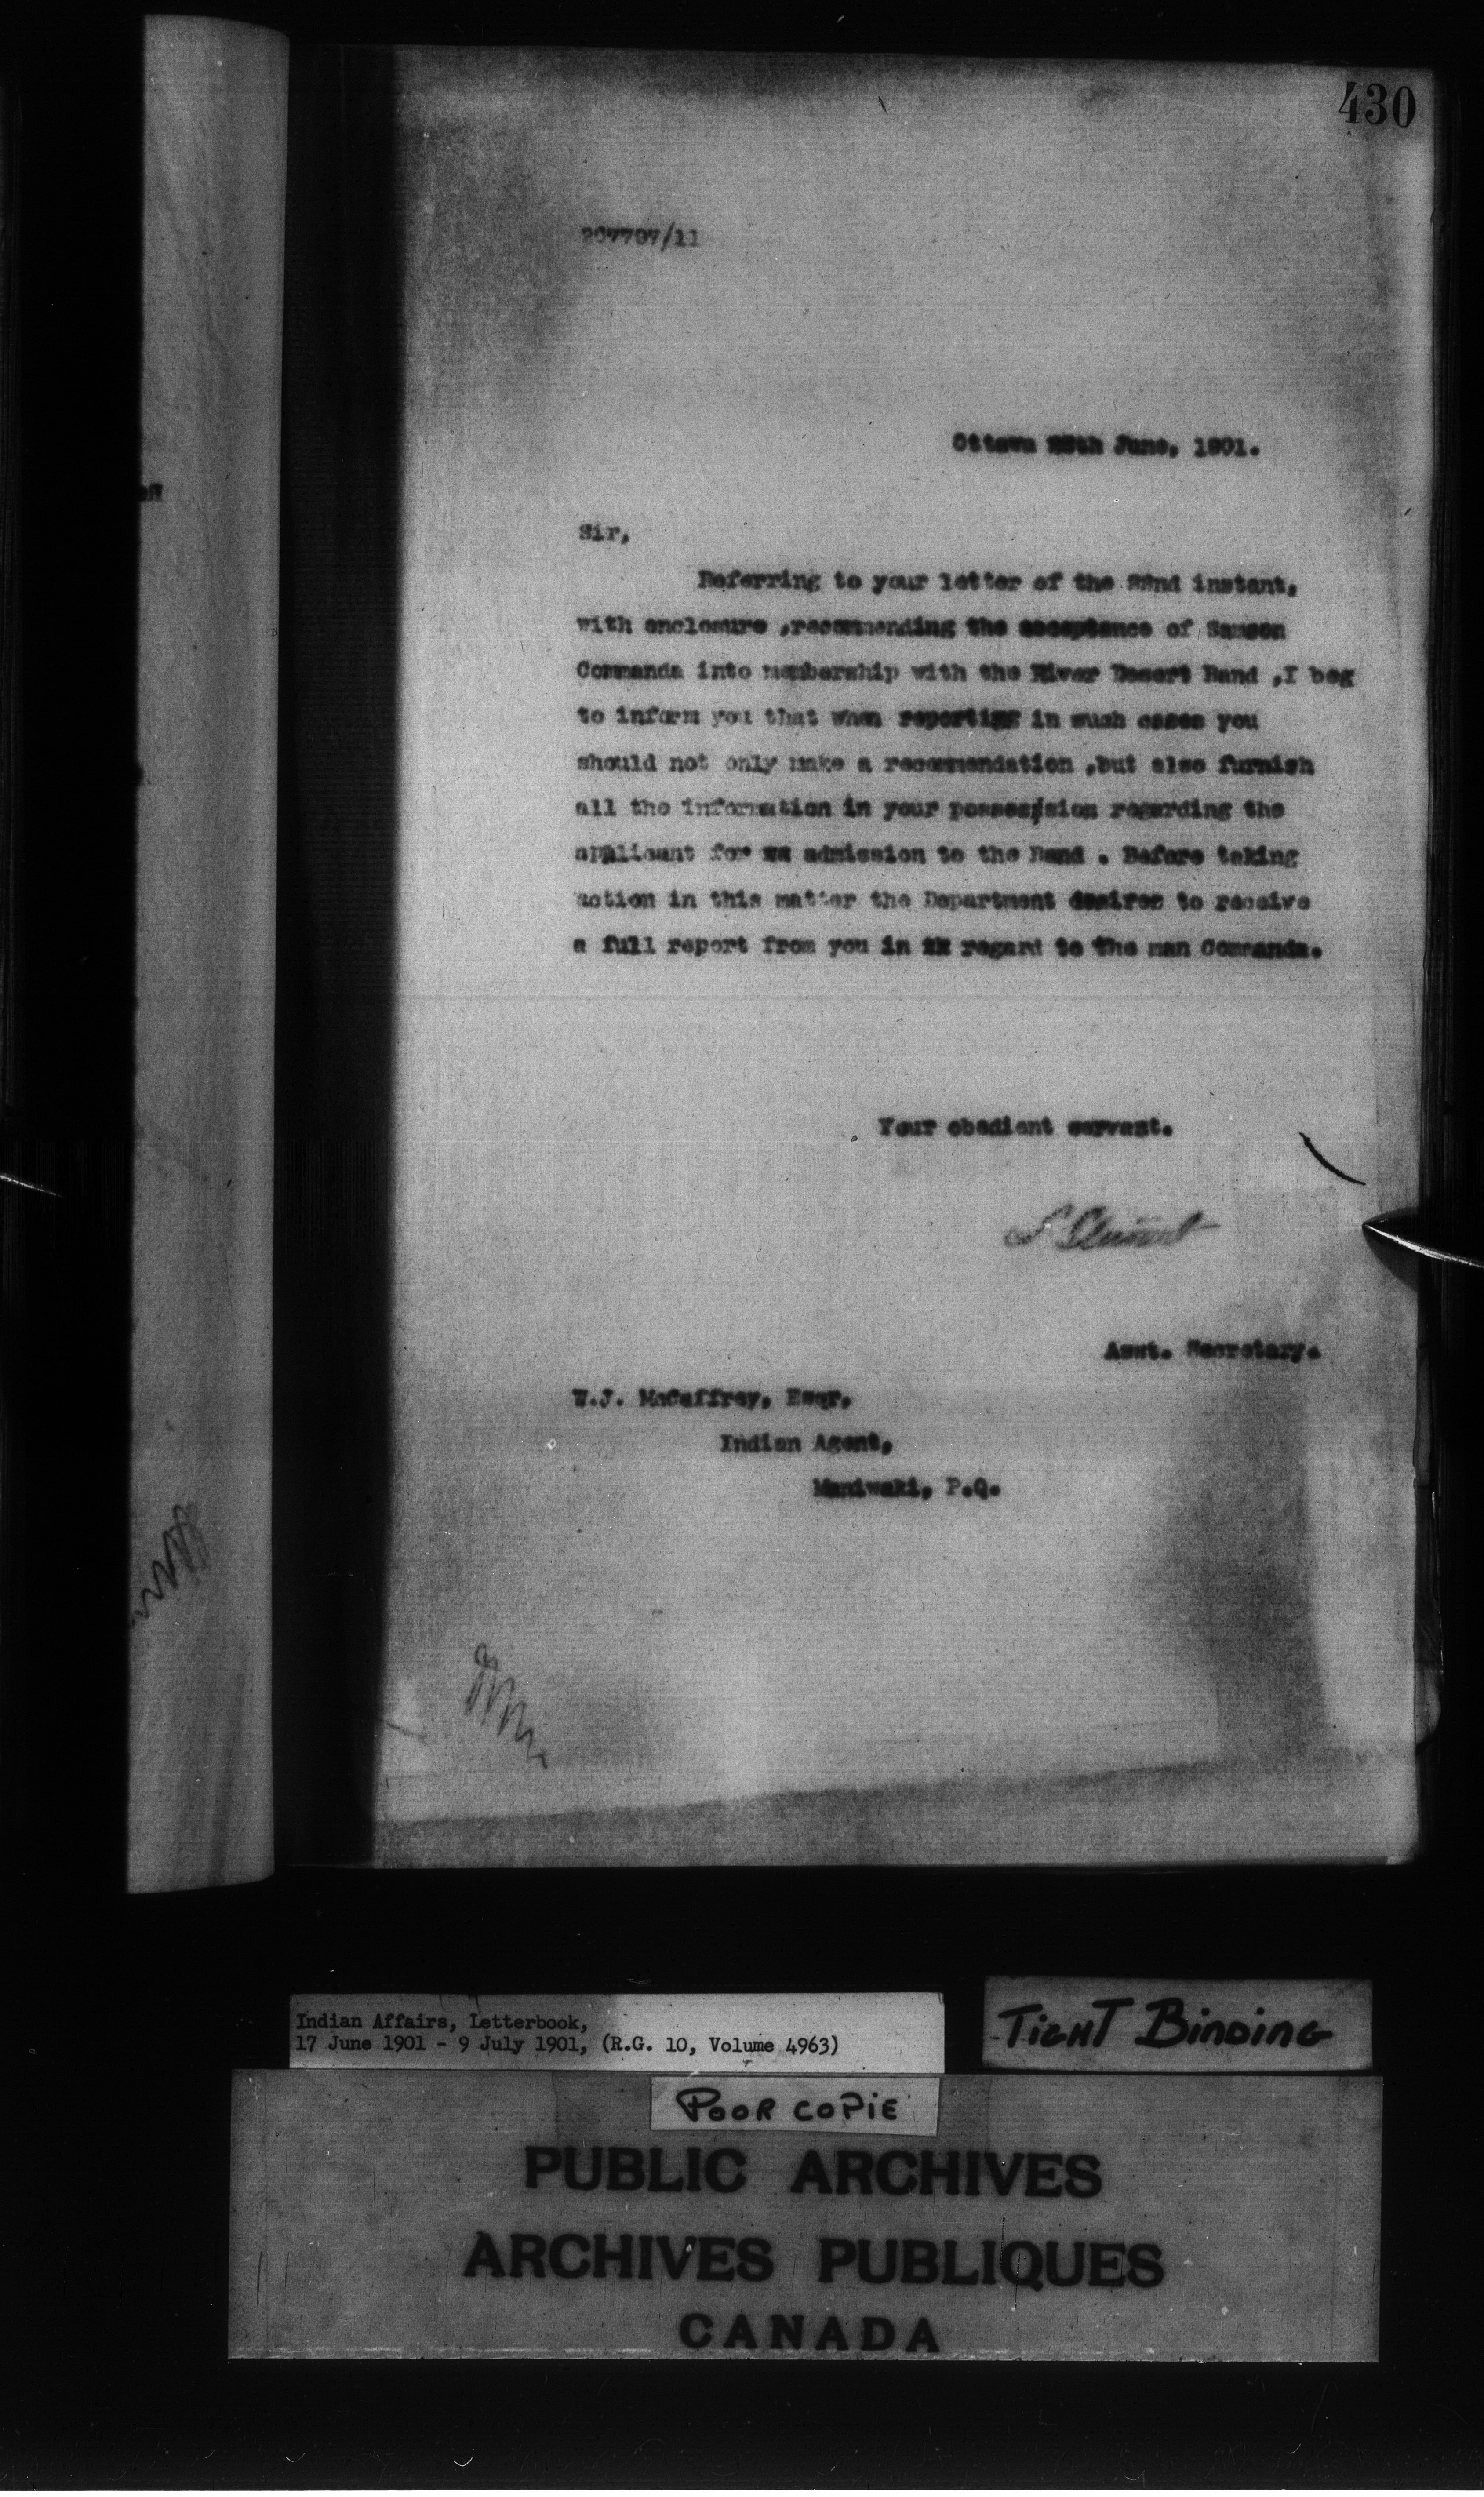 430
207707/11
Ottawa June, 1901.
Sir,
Referring to your letter of the 22nd instant,
with enclosure ,recommending the acceptance of Samson
Commanda into membership with the River Desert Band ,I beg
to inform you that when reporting in such cases you
should not only make a recommendation ,but also furnish
all the information in your possession regarding the
applicant for admission to the Band . Before taking
action in this matter the Department desires to receive
a full report from you in regard to the man Commanda.
Your obedient servant.
Asst. Secretary.
W.J. McCaffrey, Esqr,
Indian Agent,
Maniwaki, P.Q.
Indian Affairs, Letterbook,
17 June 1901 - 9 July 1901, (R.G. 10, Volume 4963)
TIGHT BINDING
POOR COPIE
PUBLIC ARCHIVES
ARCHIVES PUBLIQUES
CANADA